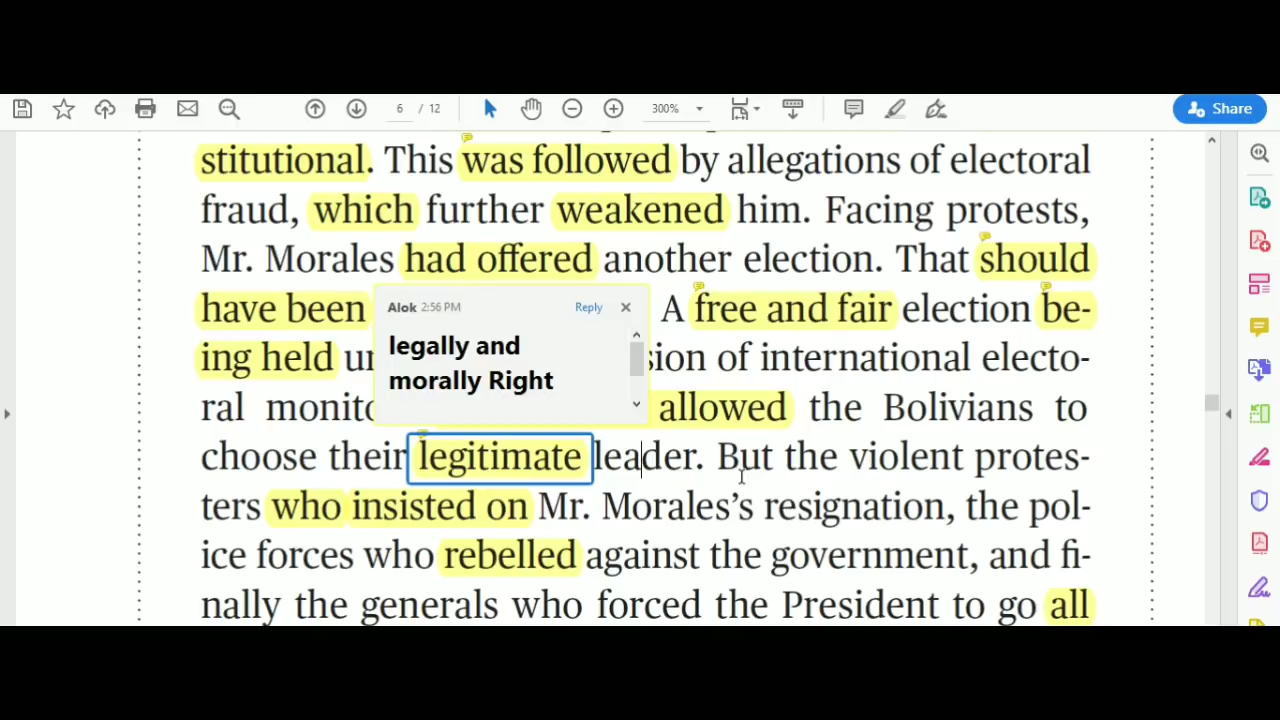 6 / 12
300%
Share
stitutional. This was followed by allegations of electoral
fraud, which further weakened him. Facing protests,
Mr. Morales had offered another election. That should
have been A free and fair election be-
Alok 2:56 PM Reply
legally and
morally Right
ing held sion of international electo-
ral allowed the Bolivians to
choose their legitimate leader. But the violent protes-
ters who insisted on Mr. Morales’s resignation, the pol-
ice forces who rebelled against the government, and fi-
nally the generals who forced the President to go all